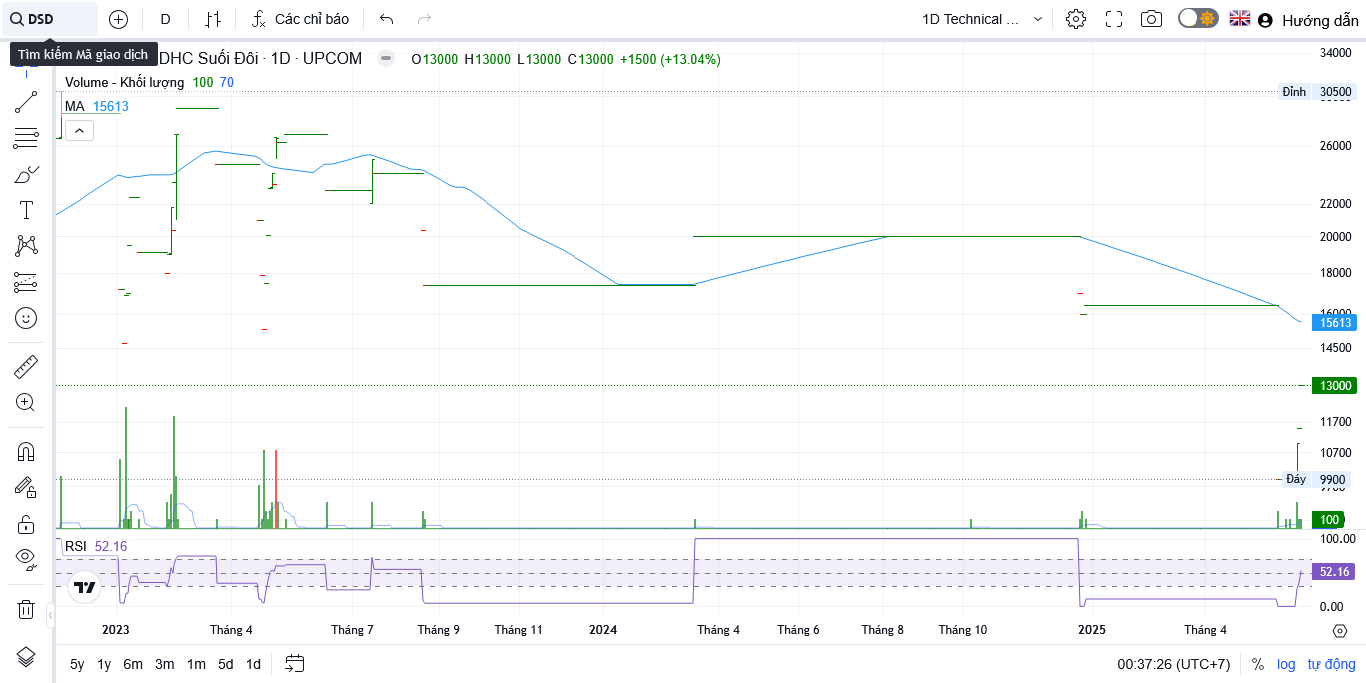 DSD D Các chỉ báo 1D Technical ... Hướng dẫn
Tìm kiếm Mã giao dịch
DHC Suối Đôi · 1D · UPCOM O13000 H13000 L13000 C13000 +1500 (+13.04%)
Volume - Khối lượng 100 70
MA 15613
34000
Đỉnh 30500
26000
22000
20000
18000
16000
15613
14500
13000
11700
10700
Đáy 9900
9700
100
RSI 52.16
100.00
52.16
0.00
2023 Tháng 4 Tháng 7 Tháng 9 Tháng 11 2024 Tháng 4 Tháng 6 Tháng 8 Tháng 10 2025 Tháng 4
5y 1y 6m 3m 1m 5d 1d 00:37:26 (UTC+7) % log tự động